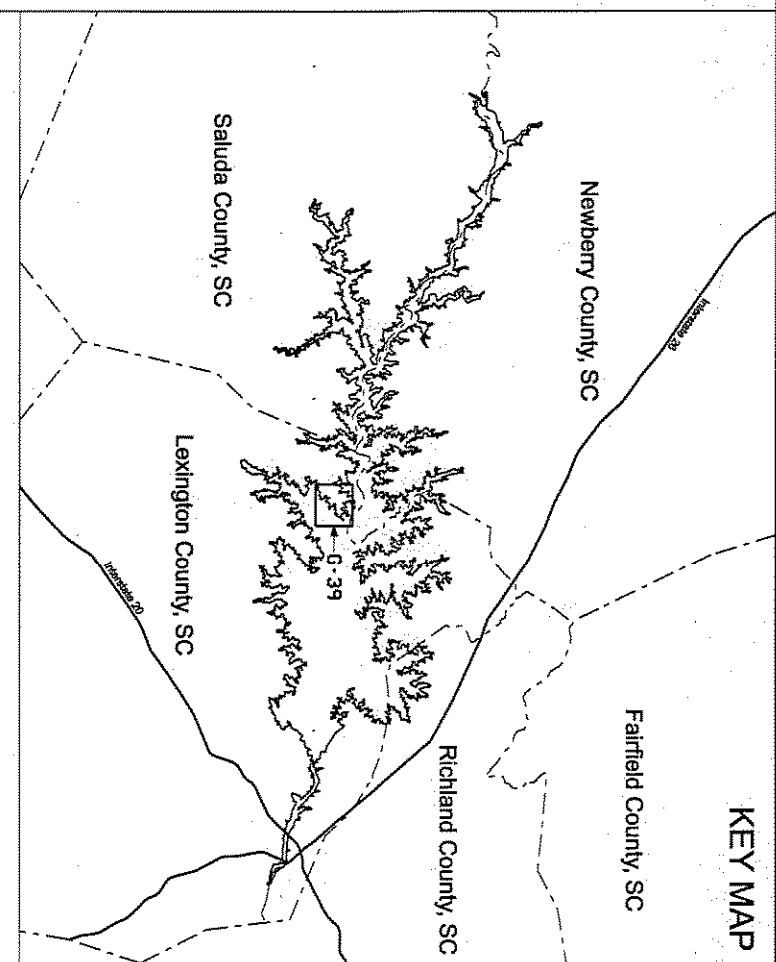 KEY MAP
Fairfield County, SC
Newberry County, SC
Interstate 26
Richland County, SC
G-39
Saluda County, SC
Lexington County, SC
Interstate 20